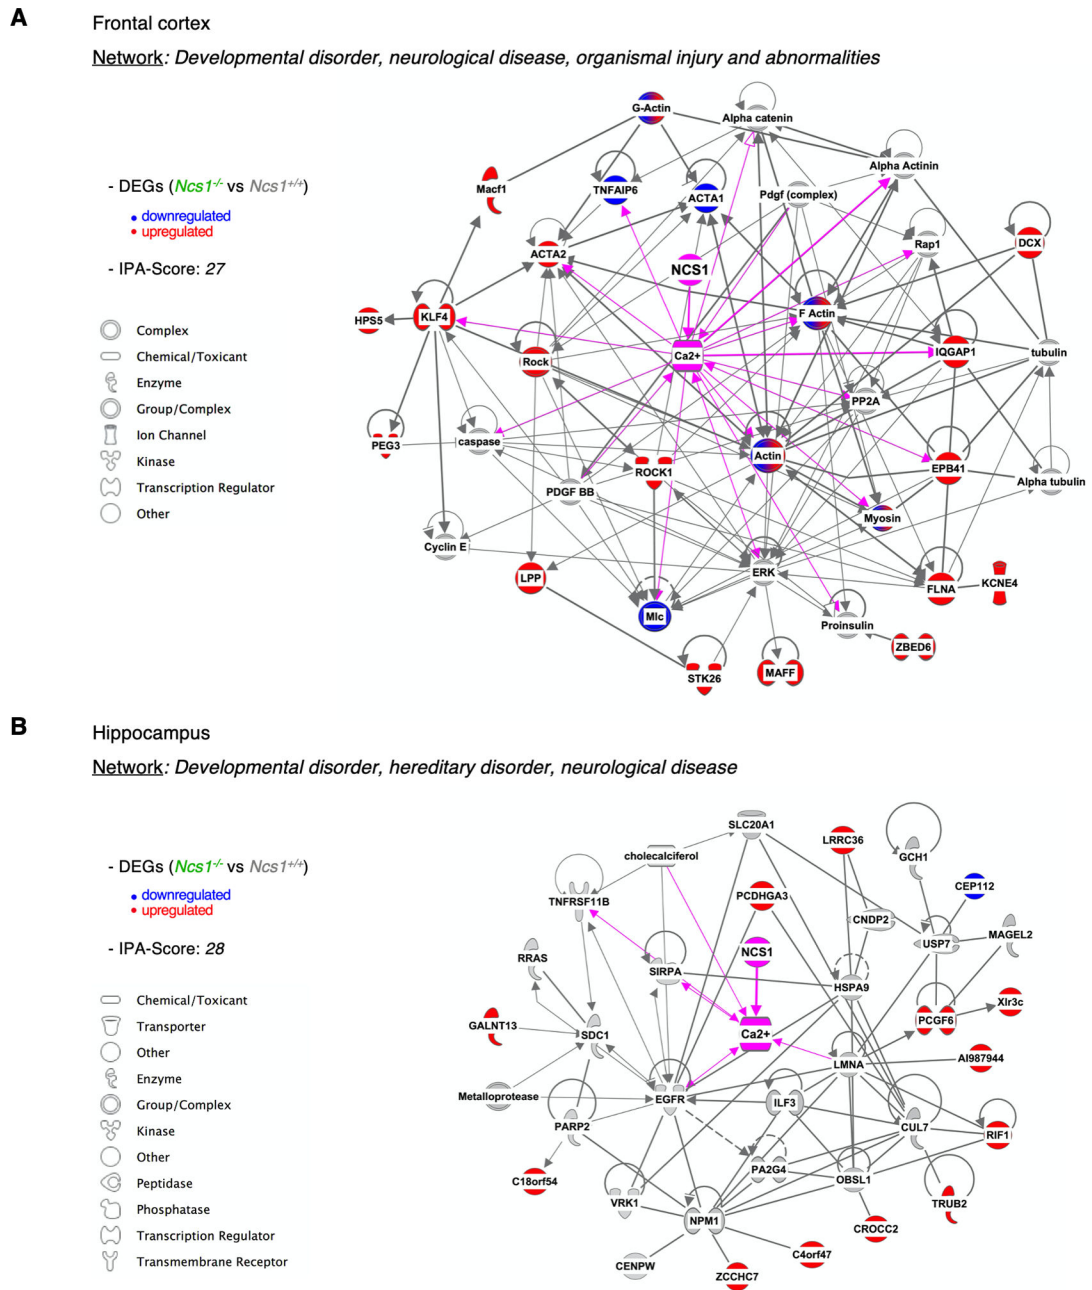 A
Frontal cortex
Network: Developmental disorder, neurological disease, organismal injury and abnormalities
- DEGs (Ncs1-/- vs Ncs1+/+)
• downregulated
• upregulated
- IPA-Score: 27
Complex
Chemical/Toxicant
Enzyme
Group/Complex
Ion Channel
Kinase
Transcription Regulator
Other
G-Actin
Alpha catenin
Alpha Actinin
Macf1
TNFAIP6
ACTA1
Pdgf (complex)
Rap1
DCX
ACTA2
NCS1
HPS5
KLF4
F Actin
Rock
Ca2+
IQGAP1
tubulin
PP2A
PEG3
caspase
Actin
ROCK1
EPB41
PDGF BB
Alpha tubulin
Myosin
Cyclin E
LPP
ERK
FLNA
KCNE4
Mlc
Proinsulin
ZBED6
STK26
MAFF
B
Hippocampus
Network: Developmental disorder, hereditary disorder, neurological disease
- DEGs (Ncs1-/- vs Ncs1+/+)
• downregulated
• upregulated
- IPA-Score: 28
Chemical/Toxicant
Transporter
Other
Enzyme
Group/Complex
Kinase
Other
Peptidase
Phosphatase
Transcription Regulator
Transmembrane Receptor
SLC20A1
LRRC36
cholecalciferol
GCH1
CEP112
TNFRSF11B
PCDHGA3
CNDP2
MAGEL2
USP7
RRAS
NCS1
SIRPA
HSPA9
Xlr3c
GALNT13
SDC1
Ca2+
PCGF6
LMNA
AI987944
Metalloprotease
EGFR
ILF3
PARP2
CUL7
RIF1
C18orf54
PA2G4
OBSL1
VRK1
TRUB2
NPM1
CROCC2
CENPW
C4orf47
ZCCHC7